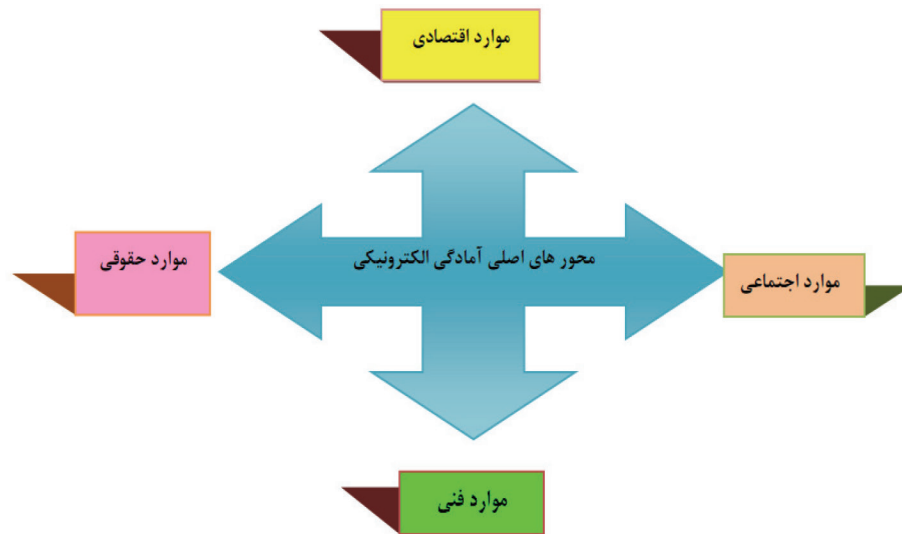 موارد اقتصادی
محور های اصلی آمادگی الکترونیکی
موارد اجتماعی
موارد حقوقی
موارد فنی